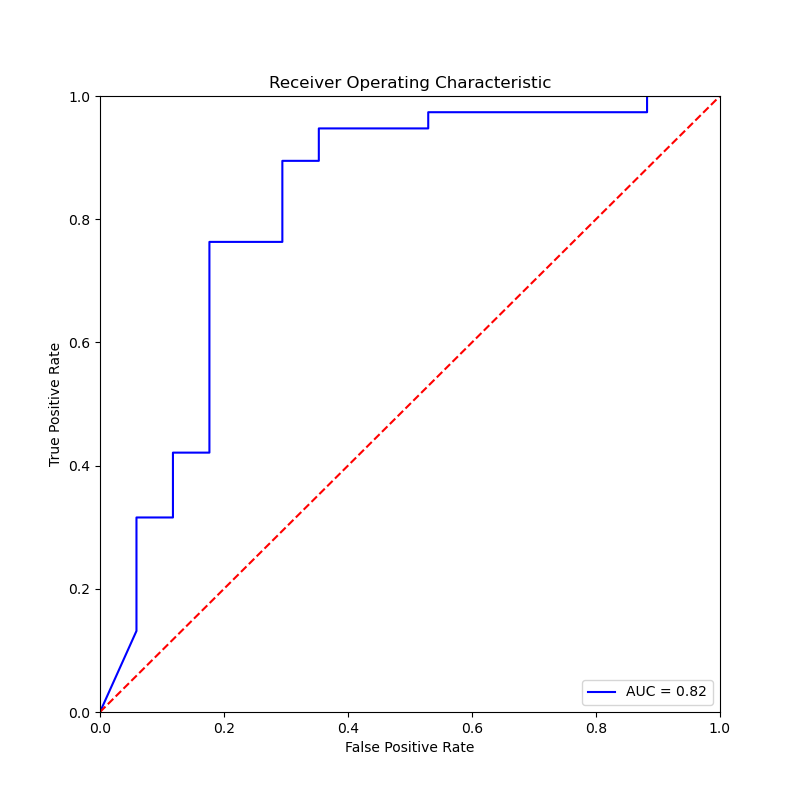 Receiver Operating Characteristic
True Positive Rate
1.0
0.8
0.6
0.4
0.2
0.0
AUC = 0.82
0.0 0.2 0.4 0.6 0.8 1.0
False Positive Rate